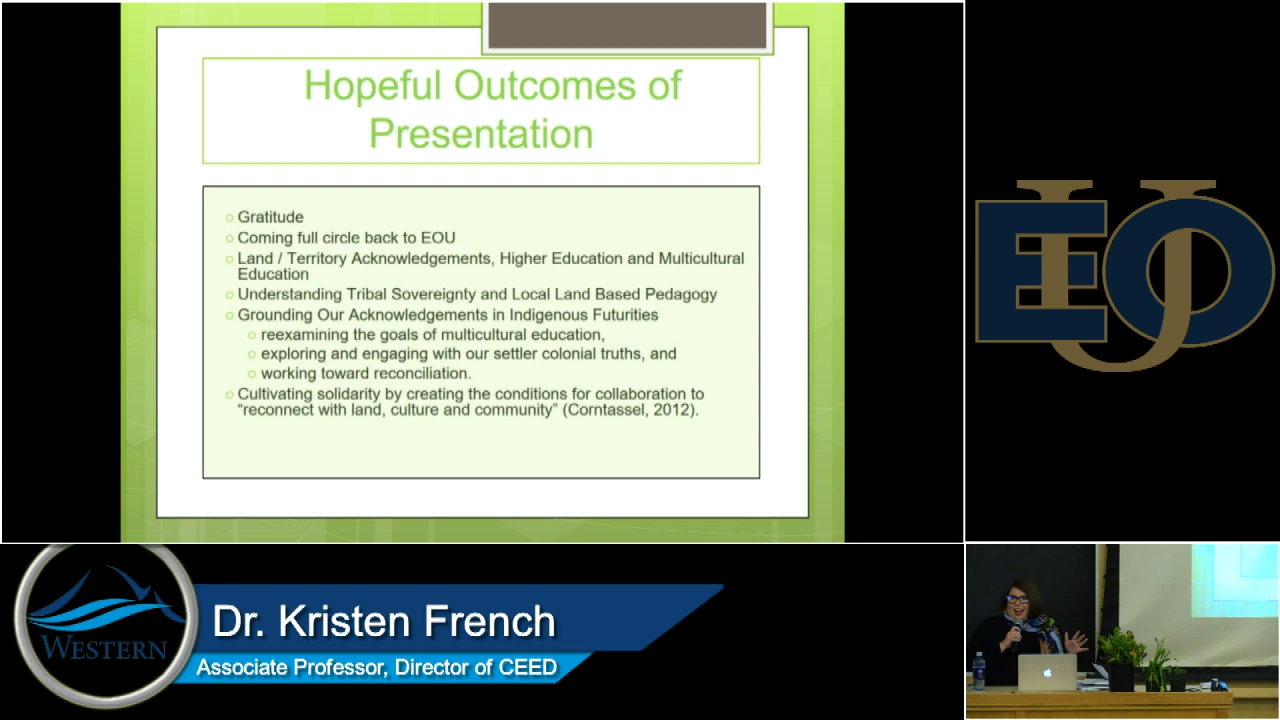 Hopeful Outcomes of
Presentation
Gratitude
Coming full circle back to EOU
Land / Territory Acknowledgements, Higher Education and Multicultural
Education
Understanding Tribal Sovereignty and Local Land Based Pedagogy
Grounding Our Acknowledgements in Indigenous Futurities
reexamining the goals of multicultural education,
exploring and engaging with our settler colonial truths, and
working toward reconciliation.
Cultivating solidarity by creating the conditions for collaboration to
“reconnect with land, culture and community” (Corntassel, 2012).
EOU
WESTERN
Dr. Kristen French
Associate Professor, Director of CEED